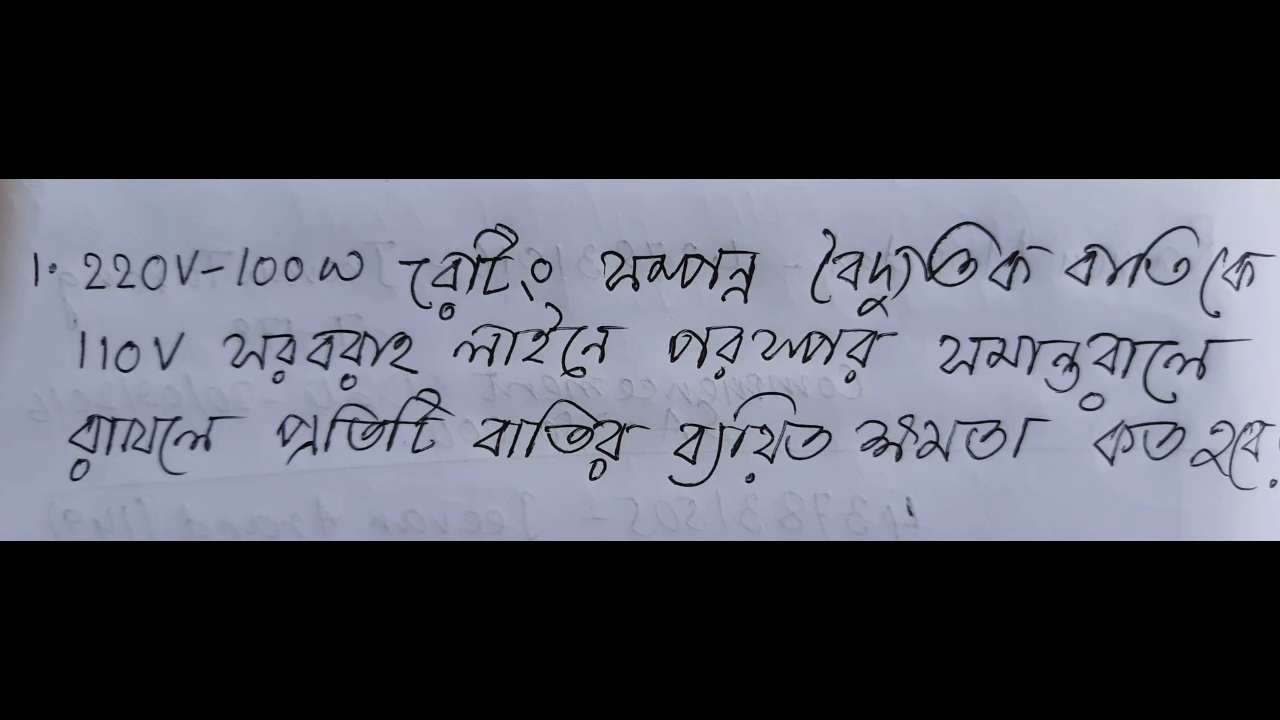 1. 220V-100W রেটিং সম্পন্ন বৈদ্যুতিক বাতিকে
110V সরবরাহ লাইনে পরস্পর সমান্তরালে
রাখলে প্রতিটি বাতির ব্যয়িত ক্ষমতা কত হবে.